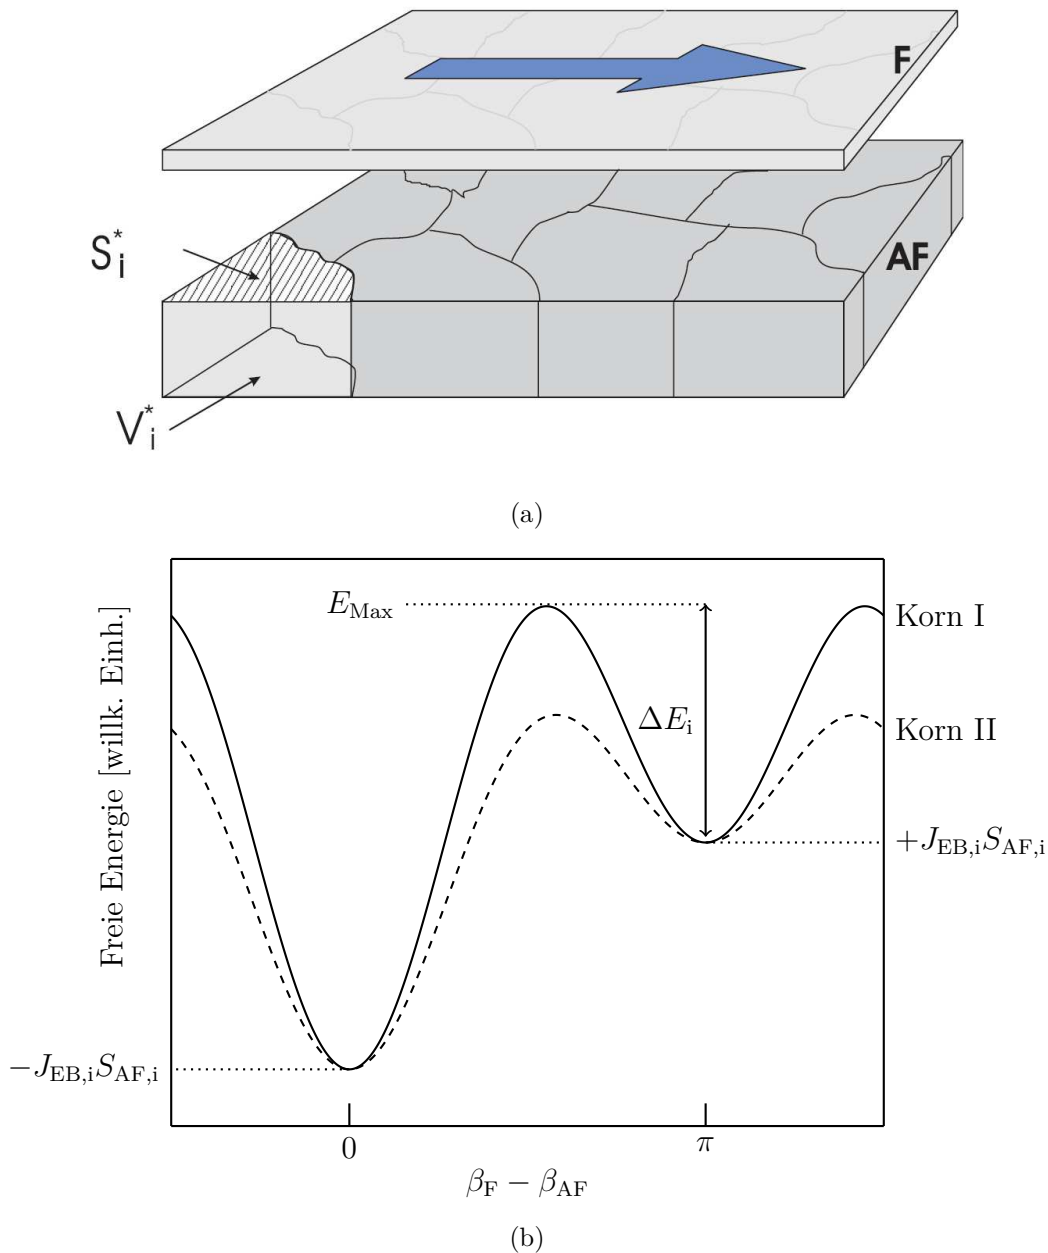 F
AF
S*i
V*i
(a)
Freie Energie [willk. Einh.]
E_Max
Korn I
ΔE_i
Korn II
+J_EB,i S_AF,i
−J_EB,i S_AF,i
0
π
β_F − β_AF
(b)